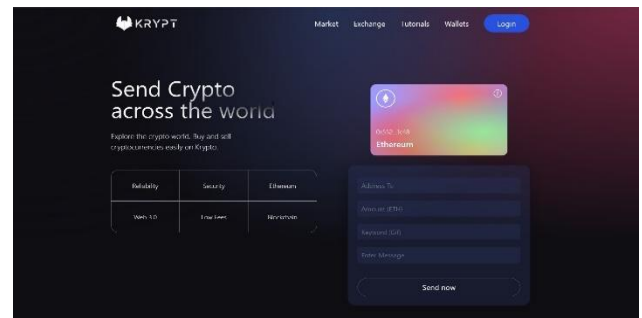 KRYPT
Market Exchange Tutorials Wallets Login
Send Crypto
across the world
Explore the crypto world. Buy and sell
cryptocurrencies easily on Krypto.
Ethereum
Reliability Security Ethereum
Web 3.0 Low Fees Blockchain
Address To
Amount (ETH)
Keyword (Gif)
Enter Message
Send now